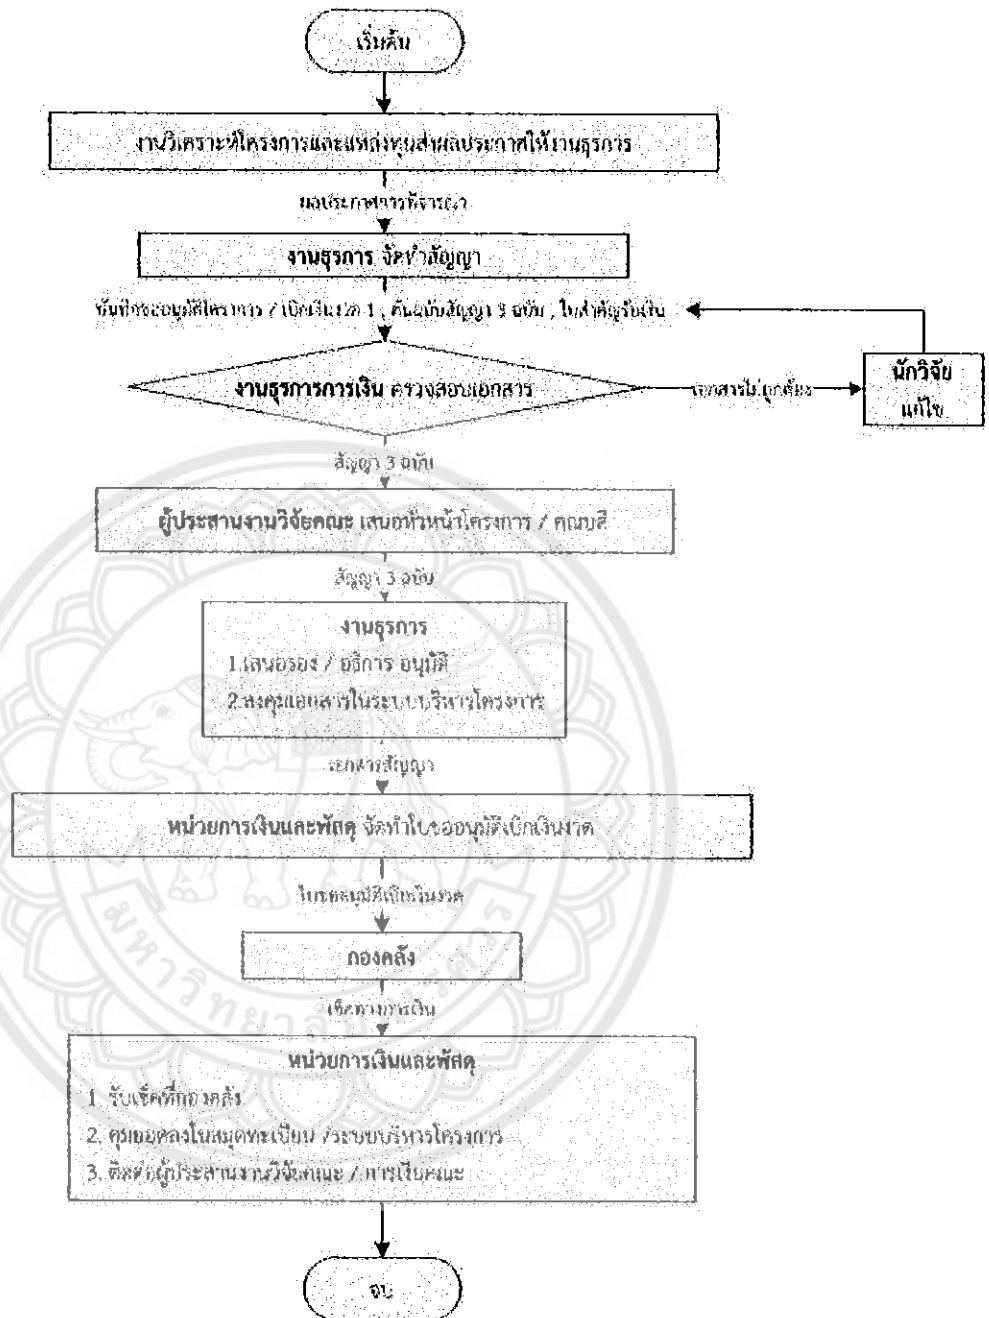 เริ่มต้น
งานวิเคราะห์โครงการและแหล่งทุนส่งผลประกาศให้งานธุรการ
ผลประกาศการพิจารณา
งานธุรการ จัดทำสัญญา
บันทึกขออนุมัติโครงการ / เบิกเงินงวด 1 , ต้นฉบับสัญญา 3 ฉบับ , ใบสำคัญรับเงิน
นักวิจัย
แก้ไข
งานธุรการการเงิน ตรวจสอบเอกสาร
เอกสารไม่ถูกต้อง
สัญญา 3 ฉบับ
ผู้ประสานงานวิจัยคณะ เสนอหัวหน้าโครงการ / คณบดี
สัญญา 3 ฉบับ
งานธุรการ
1.เสนอรอง / อธิการ อนุมัติ
2.ลงคุมเอกสารในระบบบริหารโครงการ
เอกสารสัญญา
หน่วยการเงินและพัสดุ จัดทำใบขออนุมัติเบิกเงินงวด
ใบขออนุมัติเบิกเงินงวด
กองคลัง
เช็คทางการเงิน
หน่วยการเงินและพัสดุ
1. รับเช็คที่กองคลัง
2. คุมยอดลงในสมุดทะเบียน /ระบบบริหารโครงการ
3. ติดต่อผู้ประสานงานวิจัยคณะ / การเงินคณะ
จบ
มหาวิทยาลัยนเรศวร